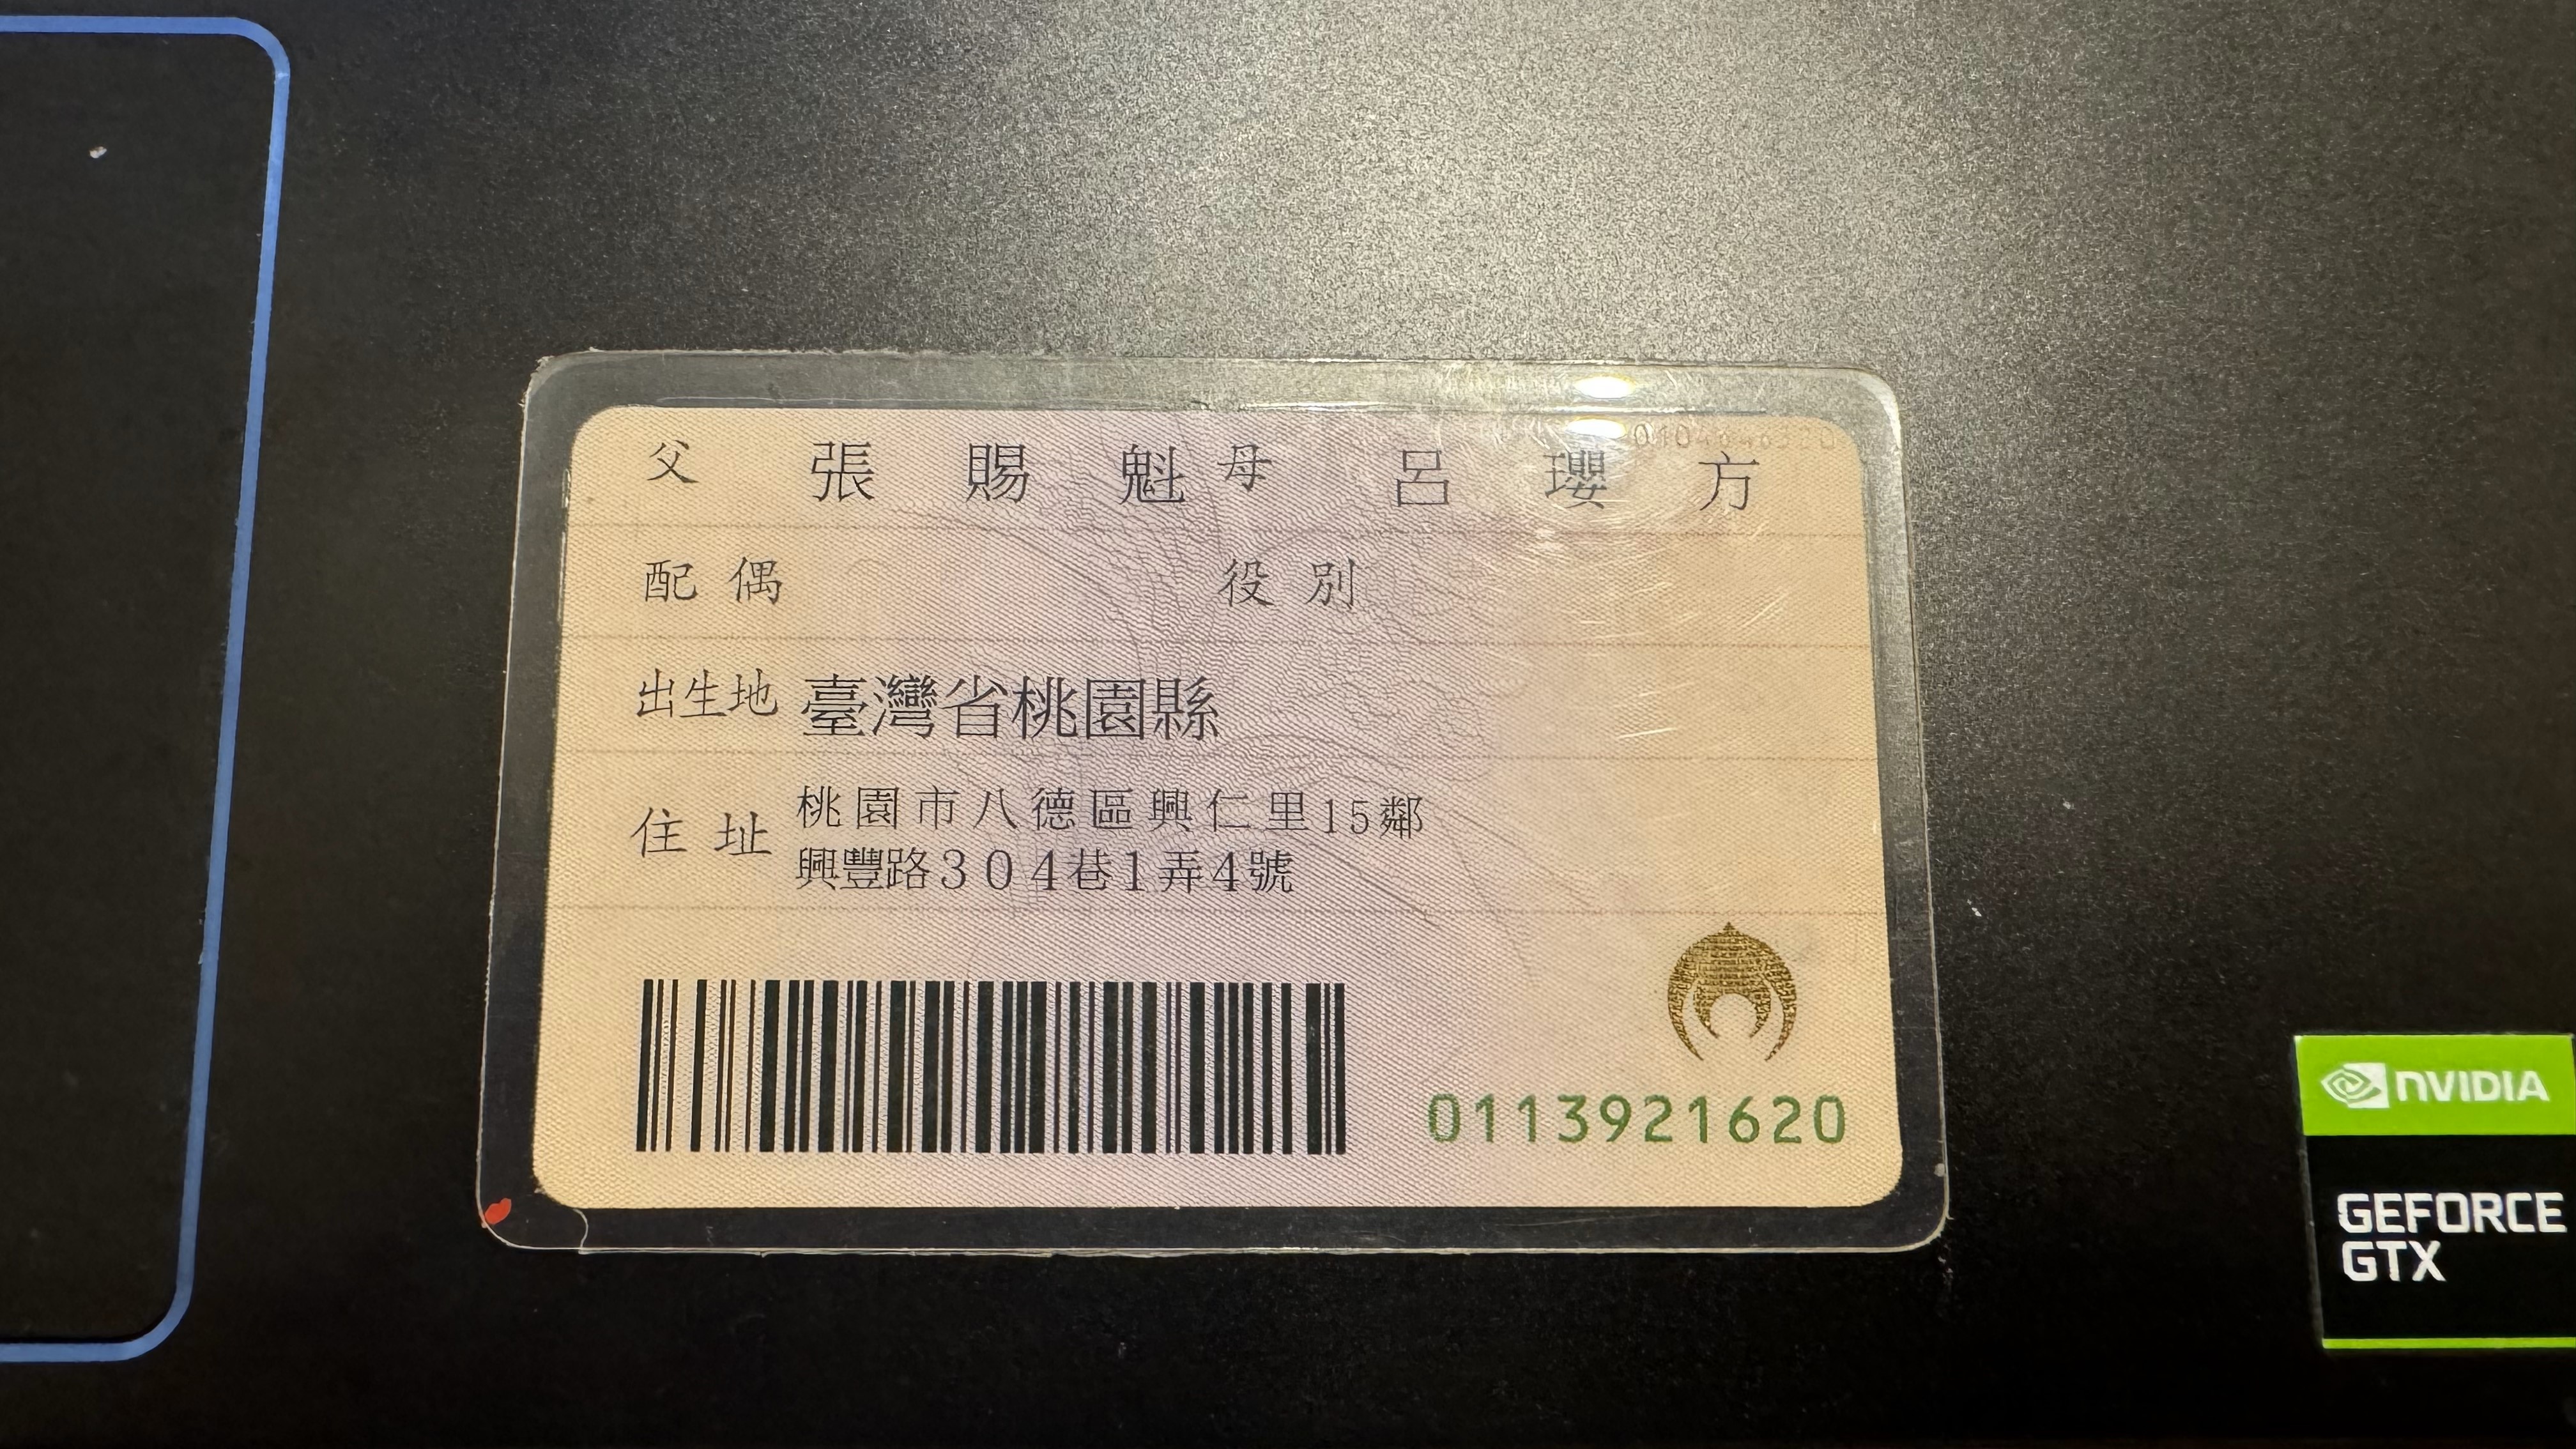 父 張賜魁 母 呂瓔方
配偶 役別
出生地 臺灣省桃園縣
住址 桃園市八德區興仁里15鄰
興豐路304巷1弄4號
0113921620
NVIDIA
GEFORCE
GTX